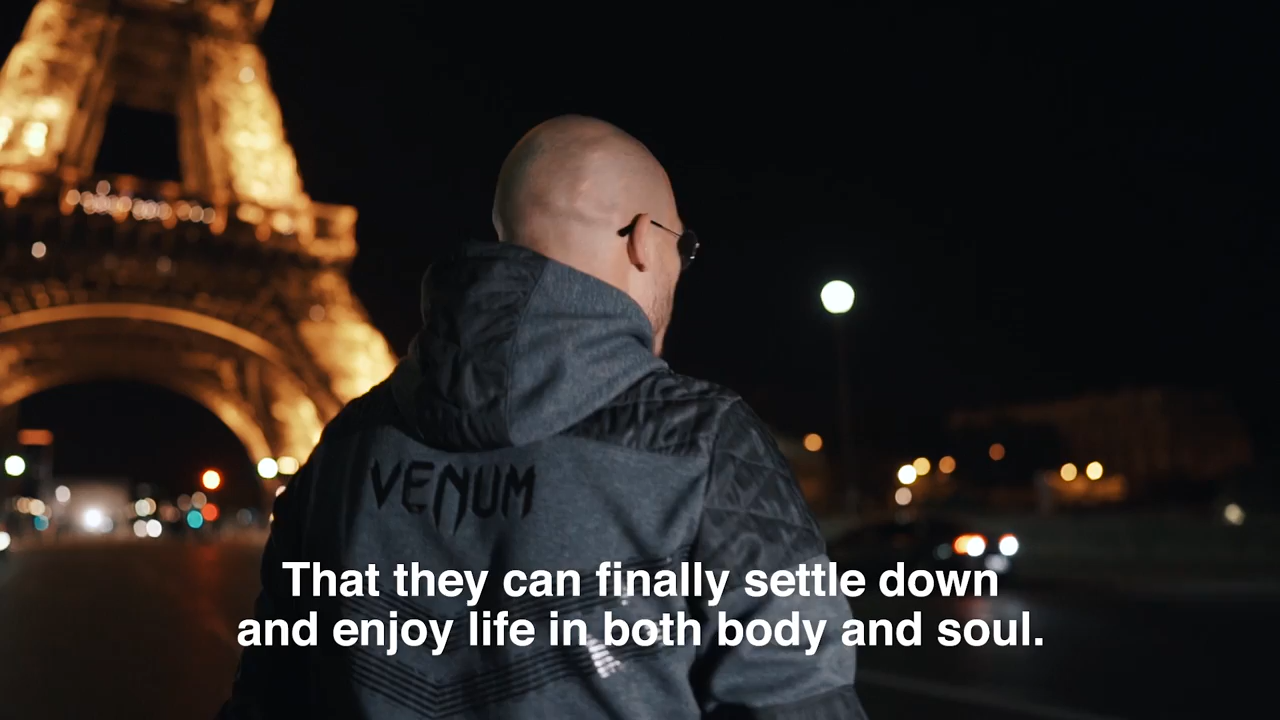 VENUM
That they can finally settle down
and enjoy life in both body and soul.